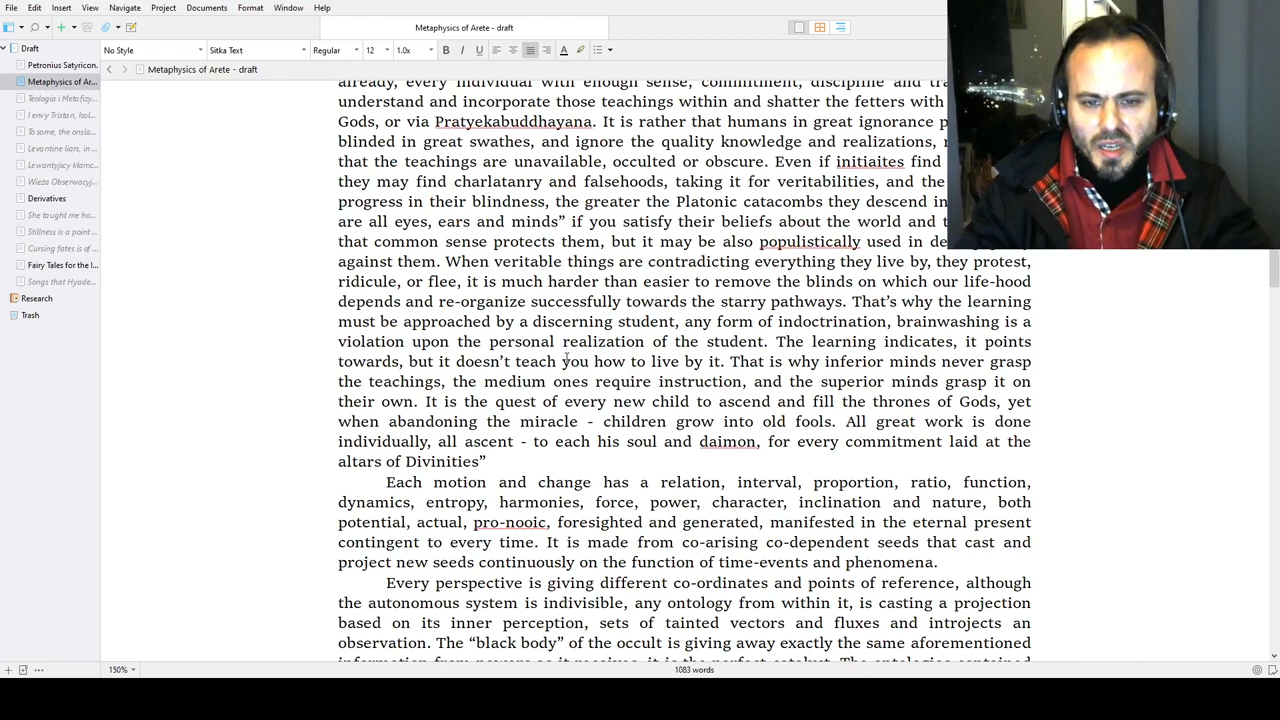 File Edit Insert View Navigate Project Documents Format Window Help
Metaphysics of Arete - draft
No Style Sitka Text Regular 12 1.0x B I U A
Metaphysics of Arete - draft
Draft
Petronius Satyricon.
Metaphysics of Ar...
Teologia i Metafizy...
I envy Tristan, Isol...
To some, the onsla...
Levantine liars, in ...
Lewantyjscy kłamc...
Wieża Obserwacyj...
Derivatives
She taught me ho...
Stillness is a point ...
Cursing fates is of ...
Fairy Tales for the l...
Songs that Hyade...
Research
Trash
already, every individual with enough sense, commitment, discipline and tra
understand and incorporate those teachings within and shatter the fetters with
Gods, or via Pratyekabuddhayana. It is rather that humans in great ignorance p
blinded in great swathes, and ignore the quality knowledge and realizations,
that the teachings are unavailable, occulted or obscure. Even if initiaites find
they may find charlatanry and falsehoods, taking it for veritabilities, and the
progress in their blindness, the greater the Platonic catacombs they descend in
are all eyes, ears and minds” if you satisfy their beliefs about the world and t
that common sense protects them, but it may be also populistically used in de
against them. When veritable things are contradicting everything they live by, they protest,
ridicule, or flee, it is much harder than easier to remove the blinds on which our life-hood
depends and re-organize successfully towards the starry pathways. That’s why the learning
must be approached by a discerning student, any form of indoctrination, brainwashing is a
violation upon the personal realization of the student. The learning indicates, it points
towards, but it doesn’t teach you how to live by it. That is why inferior minds never grasp
the teachings, the medium ones require instruction, and the superior minds grasp it on
their own. It is the quest of every new child to ascend and fill the thrones of Gods, yet
when abandoning the miracle - children grow into old fools. All great work is done
individually, all ascent - to each his soul and daimon, for every commitment laid at the
altars of Divinities”
Each motion and change has a relation, interval, proportion, ratio, function,
dynamics, entropy, harmonies, force, power, character, inclination and nature, both
potential, actual, pro-nooic, foresighted and generated, manifested in the eternal present
contingent to every time. It is made from co-arising co-dependent seeds that cast and
project new seeds continuously on the function of time-events and phenomena.
Every perspective is giving different co-ordinates and points of reference, although
the autonomous system is indivisible, any ontology from within it, is casting a projection
based on its inner perception, sets of tainted vectors and fluxes and introjects an
observation. The “black body” of the occult is giving away exactly the same aforementioned
150% 1083 words